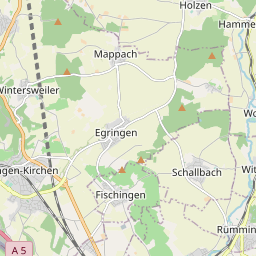 Holzen
Hamme
Mappach
Wintersweiler
Wo
Egringen
ngen-Kirchen
Schallbach
Wit
Fischingen
Rümmin
A 5